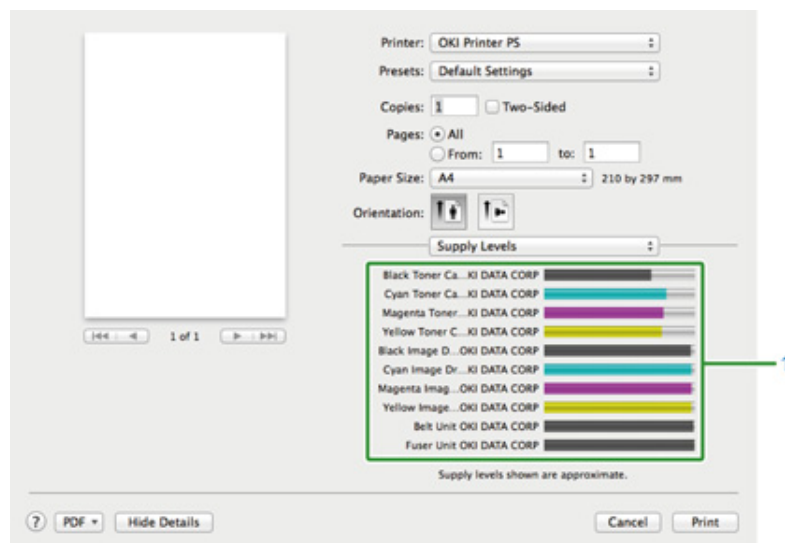 Printer: OKI Printer PS
Presets: Default Settings
Copies: 1 Two-Sided
Pages: All
From: 1 to: 1
Paper Size: A4 210 by 297 mm
Orientation:
Supply Levels
Black Toner Ca...KI DATA CORP
Cyan Toner Ca...KI DATA CORP
Magenta Toner...KI DATA CORP
Yellow Toner C...KI DATA CORP
Black Image D...OKI DATA CORP
Cyan Image Dr...KI DATA CORP
Magenta Imag...OKI DATA CORP
Yellow Image...OKI DATA CORP
Belt Unit OKI DATA CORP
Fuser Unit OKI DATA CORP
1 of 1
1
Supply levels shown are approximate.
? PDF Hide Details Cancel Print